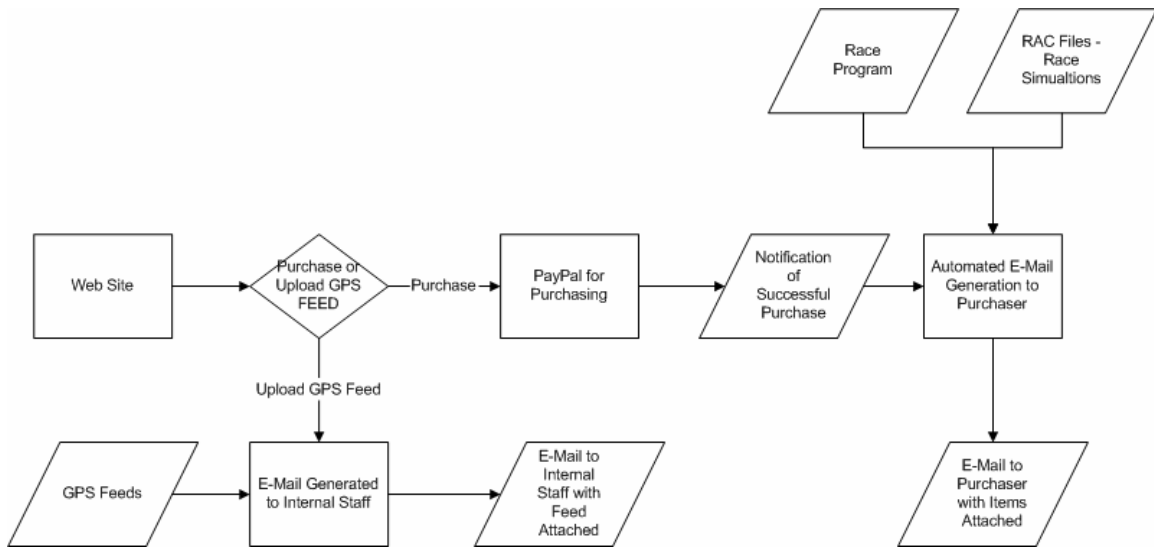 Race
Program
RAC Files -
Race
Simualtions
Web Site
Purchase or
Upload GPS
FEED
Purchase
PayPal for
Purchasing
Notification
of
Successful
Purchase
Automated E-Mail
Generation to
Purchaser
Upload GPS Feed
GPS Feeds
E-Mail Generated
to Internal Staff
E-Mail to
Internal
Staff with
Feed
Attached
E-Mail to
Purchaser
with Items
Attached